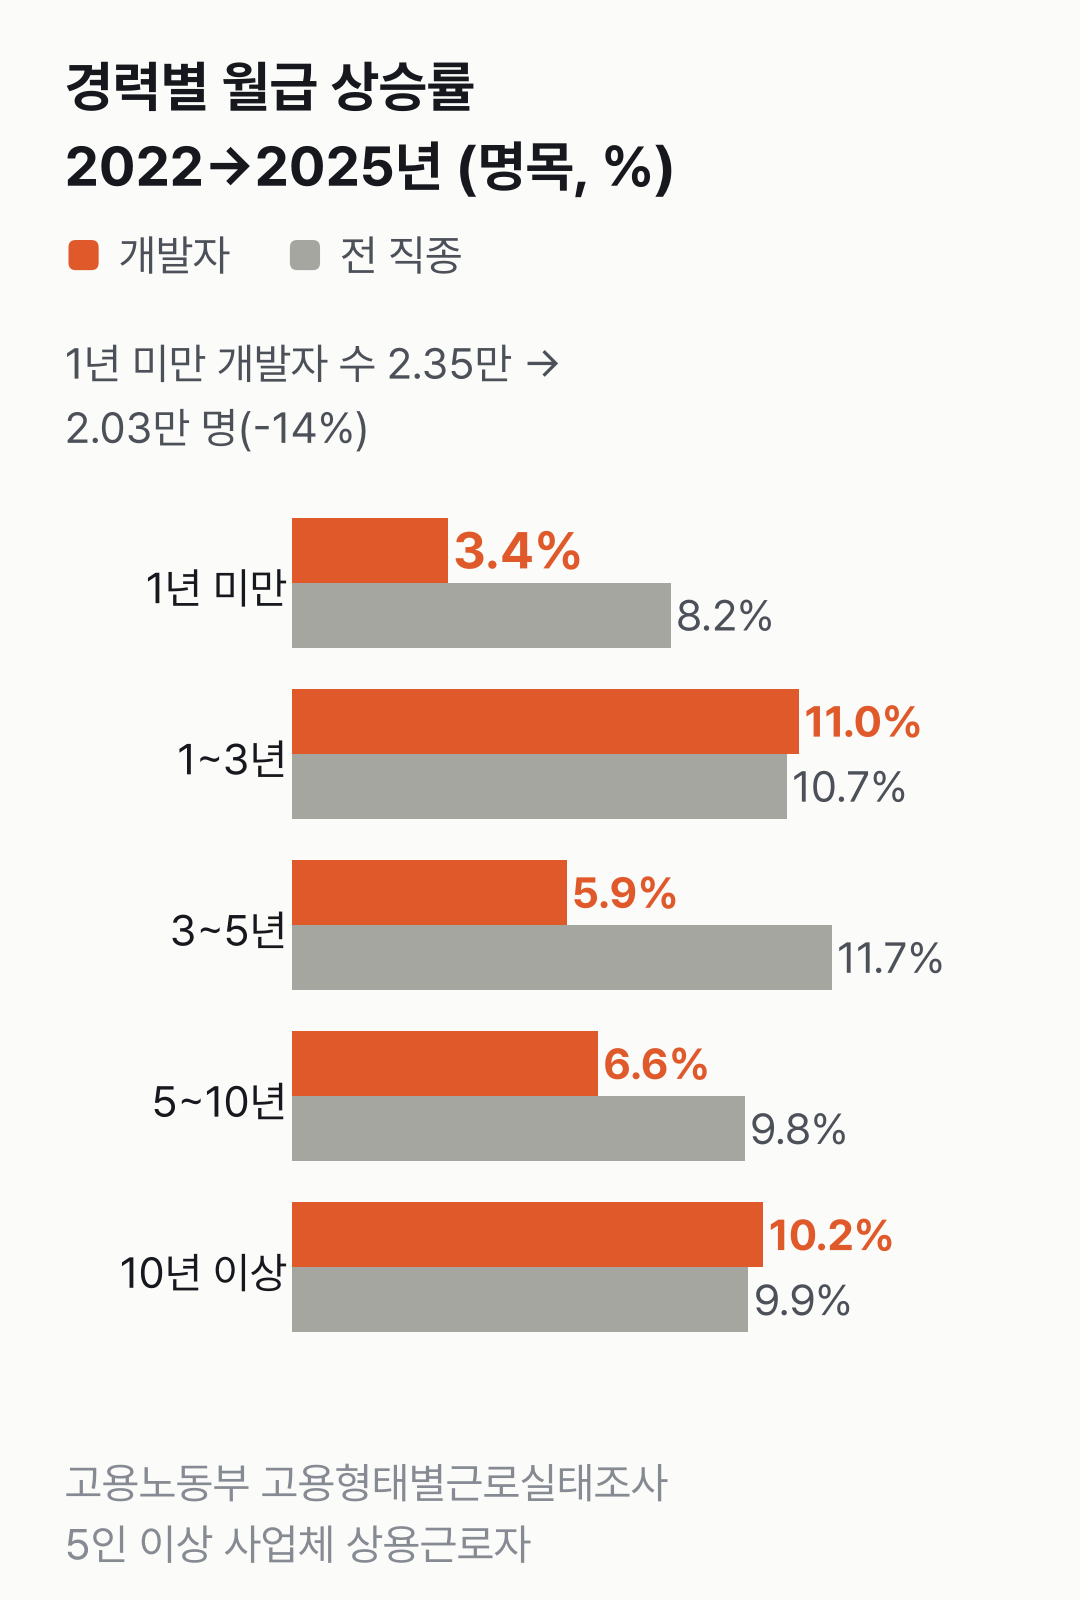 경력별 월급 상승률
2022→2025년 (명목, %)
개발자 전 직종
1년 미만 개발자 수 2.35만 →
2.03만 명(-14%)
1년 미만
3.4%
8.2%
1~3년
11.0%
10.7%
3~5년
5.9%
11.7%
5~10년
6.6%
9.8%
10년 이상
10.2%
9.9%
고용노동부 고용형태별근로실태조사
5인 이상 사업체 상용근로자